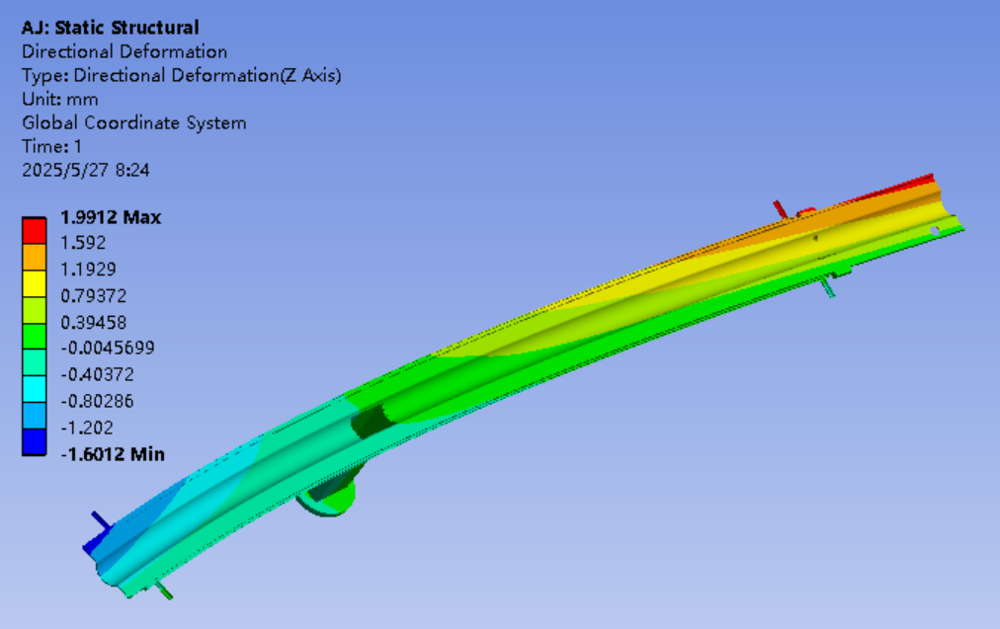 AJ: Static Structural
Directional Deformation
Type: Directional Deformation(Z Axis)
Unit: mm
Global Coordinate System
Time: 1
2025/5/27 8:24
1.9912 Max
1.592
1.1929
0.79372
0.39458
-0.0045699
-0.40372
-0.80286
-1.202
-1.6012 Min